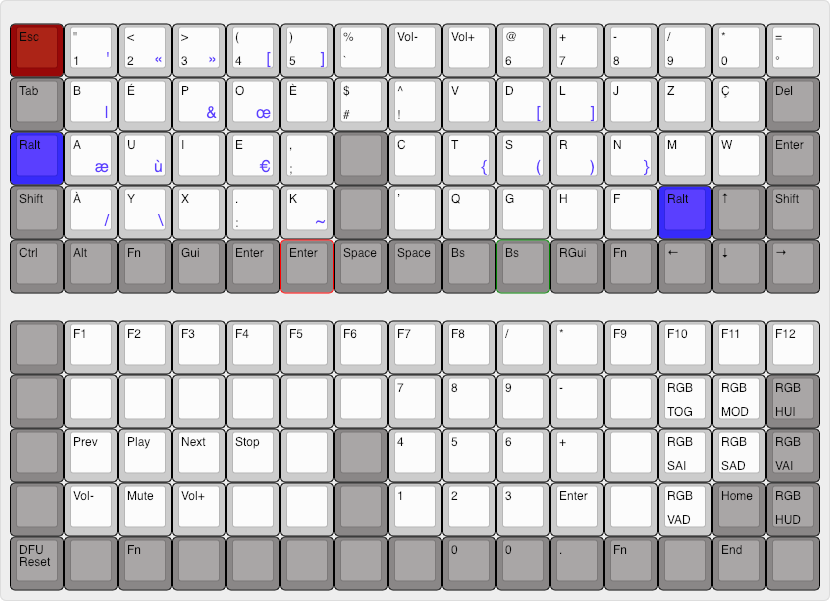 Esc " 1 ' < 2 « > 3 » ( 4 [ ) 5 ] % ` Vol- Vol+ @ 6 + 7 - 8 / 9 * 0 = °
Tab B | É P & O œ È $ # ^ ! V D [ L ] J Z Ç Del
Ralt A æ U ù I E € , ; C T { S ( R ) N } M W Enter
Shift À / Y \ X . : K ~ ’ Q G H F Ralt ↑ Shift
Ctrl Alt Fn Gui Enter Enter Space Space Bs Bs RGui Fn ← ↓ →
F1 F2 F3 F4 F5 F6 F7 F8 / * F9 F10 F11 F12
7 8 9 - RGB TOG RGB MOD RGB HUI
Prev Play Next Stop 4 5 6 + RGB SAI RGB SAD RGB VAI
Vol- Mute Vol+ 1 2 3 Enter RGB VAD Home RGB HUD
DFU Reset Fn 0 0 . Fn End